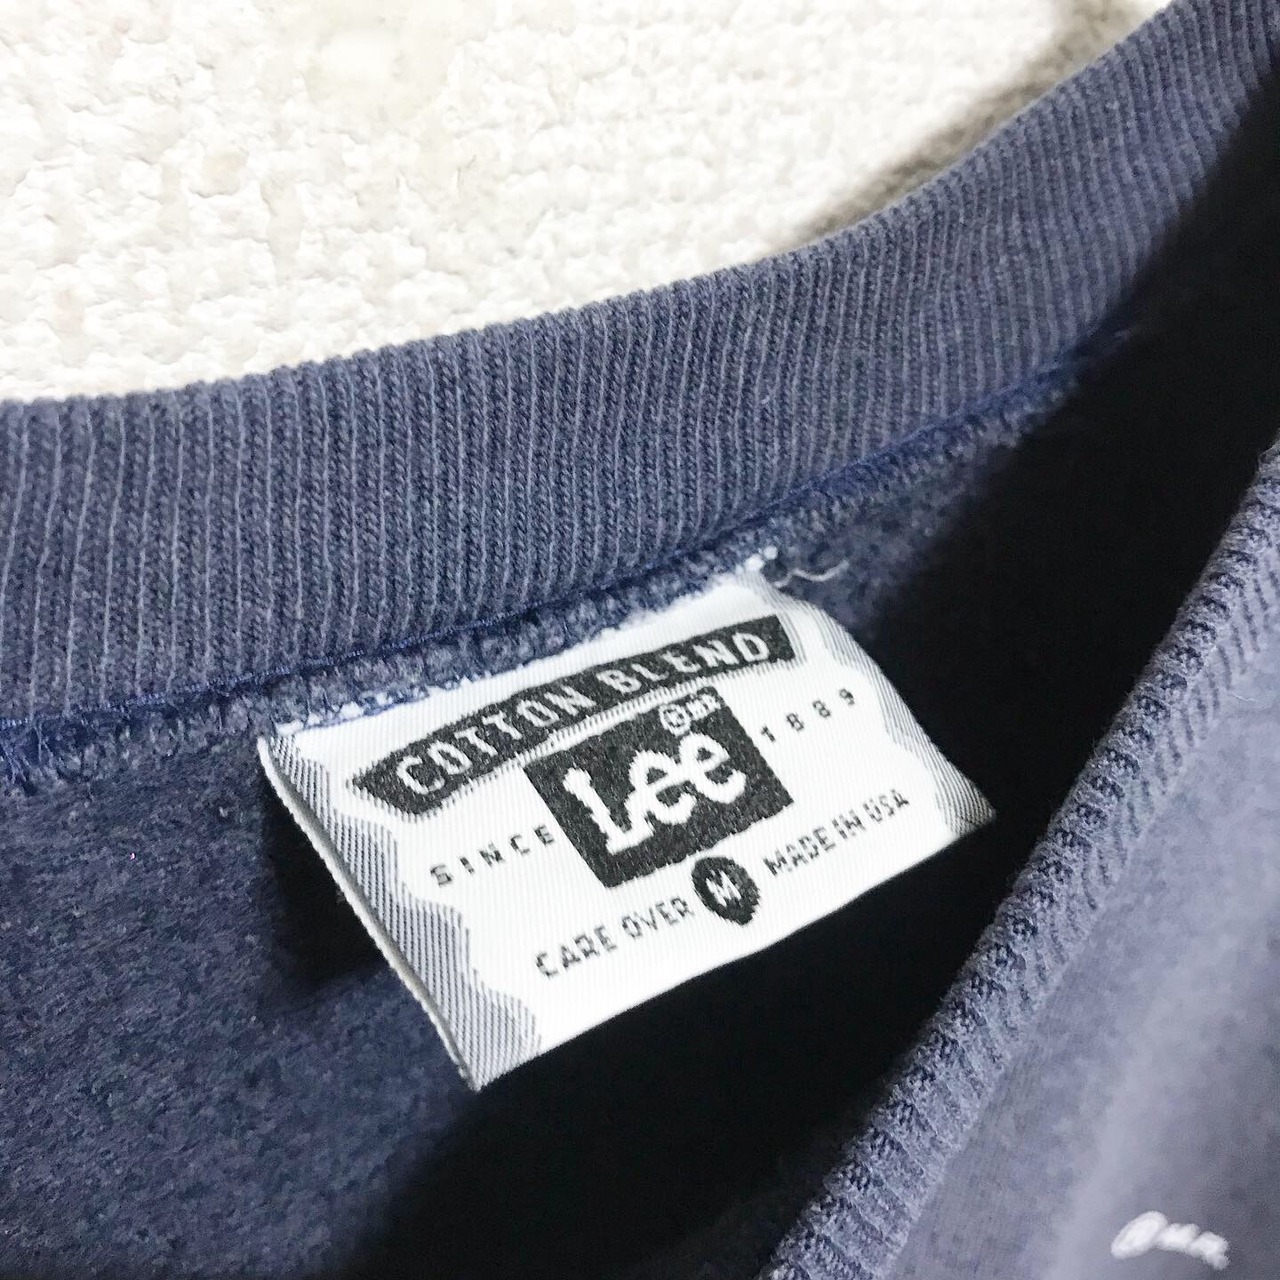 COTTON BLEND
Lee
SINCE 1889
CARE OVER M MADE IN USA